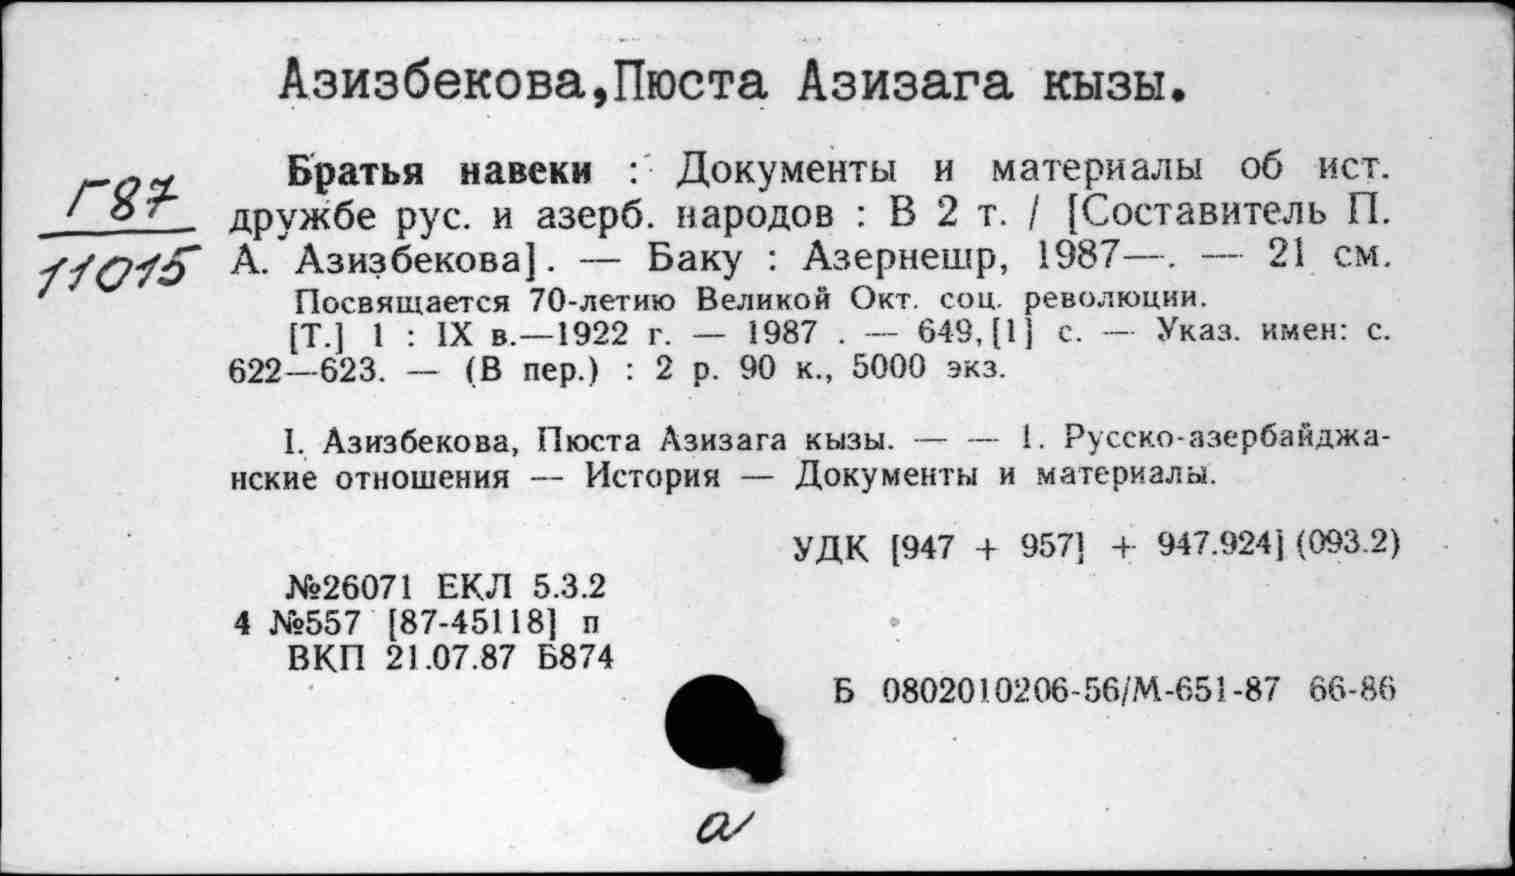 Азизбекова,Пюста Азизага кызы.
Г87
11015
Братья навеки : Документы и материалы об ист.
дружбе рус. и азерб. народов : В 2 т. / [Составитель П.
А. Азизбекова]. — Баку : Азернешр, 1987—. — 21 см.
Посвящается 70-летию Великой Окт. соц. революции.
[Т.] 1 : IX в.—1922 г. — 1987 . — 649,[1] с. — Указ. имен: с.
622—623. — (В пер.) : 2 р. 90 к., 5000 экз.
I. Азизбекова, Пюста Азизага кызы. — — 1. Русско-азербайджа-
нские отношения — История — Документы и материалы.
УДК [947 + 957] + 947.924] (093.2)
№26071 ЕКЛ 5.3.2
4 №557 [87-45118] п
ВКП 21.07.87 Б874
Б 0802010206-56/М-651-87 66-86